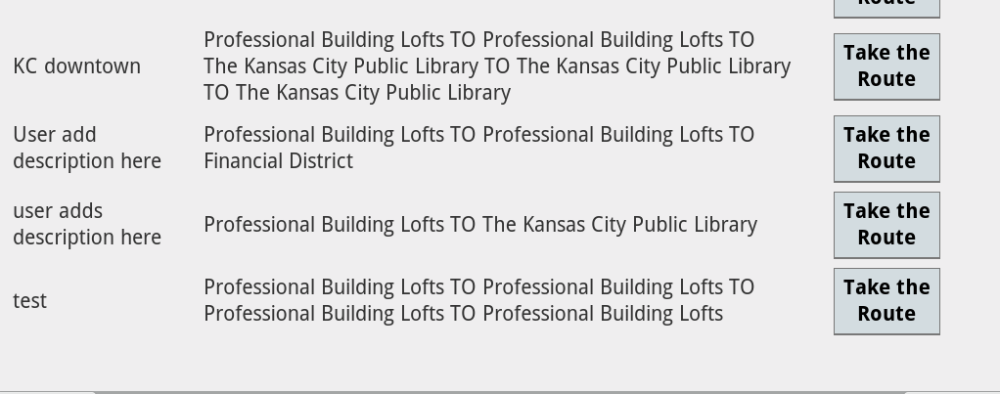 Route
KC downtown
Professional Building Lofts TO Professional Building Lofts TO
The Kansas City Public Library TO The Kansas City Public Library
TO The Kansas City Public Library
Take the
Route
User add
description here
Professional Building Lofts TO Professional Building Lofts TO
Financial District
Take the
Route
user adds
description here
Professional Building Lofts TO The Kansas City Public Library
Take the
Route
test
Professional Building Lofts TO Professional Building Lofts TO
Professional Building Lofts TO Professional Building Lofts
Take the
Route